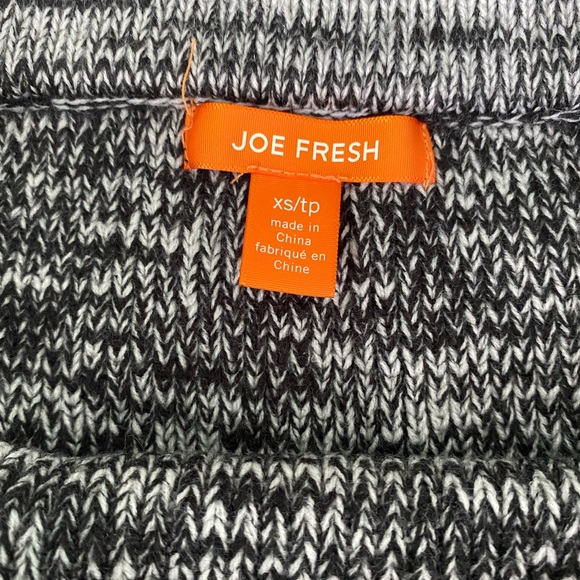 JOE FRESH
xs/tp
made in
China
fabriqué en
Chine